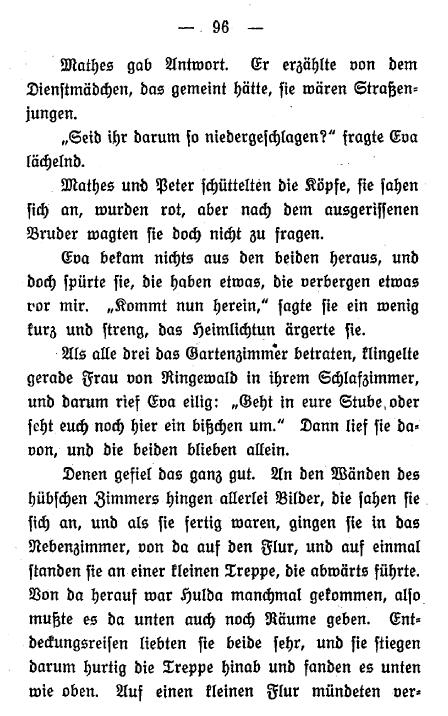 — 96 —
Mathes gab Antwort. Er erzählte von dem
Dienstmädchen, das gemeint hätte, sie wären Straßen-
jungen.
„Seid ihr darum so niedergeschlagen?“ fragte Eva
lächelnd.
Mathes und Peter schüttelten die Köpfe, sie sahen
sich an, wurden rot, aber nach dem ausgerissenen
Bruder wagten sie doch nicht zu fragen.
Eva bekam nichts aus den beiden heraus, und
doch spürte sie, die haben etwas, die verbergen etwas
vor mir. „Kommt nun herein,“ sagte sie ein wenig
kurz und streng, das Heimlichtun ärgerte sie.
Als alle drei das Gartenzimmer betraten, klingelte
gerade Frau von Ringewald in ihrem Schlafzimmer,
und darum rief Eva eilig: „Geht in eure Stube oder
seht euch noch hier ein bißchen um.“ Dann lief sie da-
von, und die beiden blieben allein.
Denen gefiel das ganz gut. An den Wänden des
hübschen Zimmers hingen allerlei Bilder, die sahen sie
sich an, und als sie fertig waren, gingen sie in das
Nebenzimmer, von da auf den Flur, und auf einmal
standen sie an einer kleinen Treppe, die abwärts führte.
Von da herauf war Hulda manchmal gekommen, also
mußte es da unten auch noch Räume geben. Ent-
deckungsreisen liebten sie beide sehr, und sie stiegen
darum hurtig die Treppe hinab und fanden es unten
wie oben. Auf einen kleinen Flur mündeten ver-